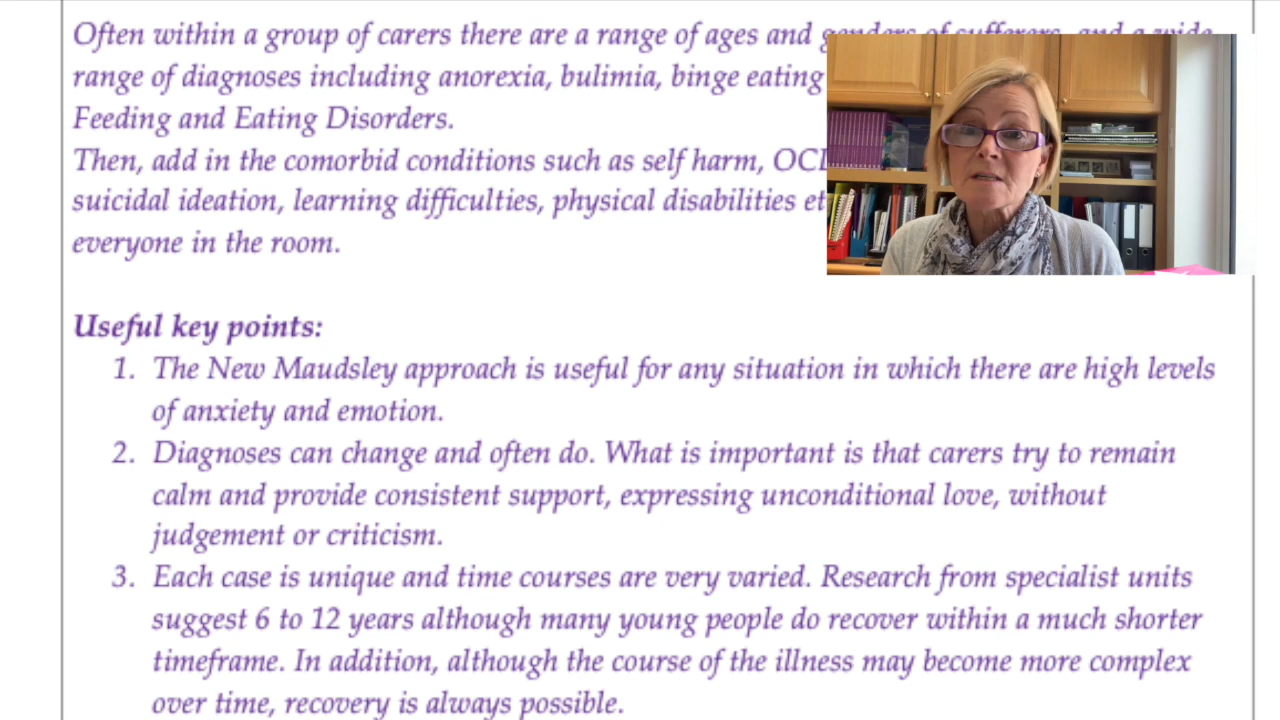 Often within a group of carers there are a range of ages and genders of sufferers, and a wide
range of diagnoses including anorexia, bulimia, binge eating
Feeding and Eating Disorders.
Then, add in the comorbid conditions such as self harm,
suicidal ideation, learning difficulties, physical disabilities
everyone in the room.
Useful key points:
1. The New Maudsley approach is useful for any situation in which there are high levels
of anxiety and emotion.
2. Diagnoses can change and often do. What is important is that carers try to remain
calm and provide consistent support, expressing unconditional love, without
judgement or criticism.
3. Each case is unique and time courses are very varied. Research from specialist units
suggest 6 to 12 years although many young people do recover within a much shorter
timeframe. In addition, although the course of the illness may become more complex
over time, recovery is always possible.